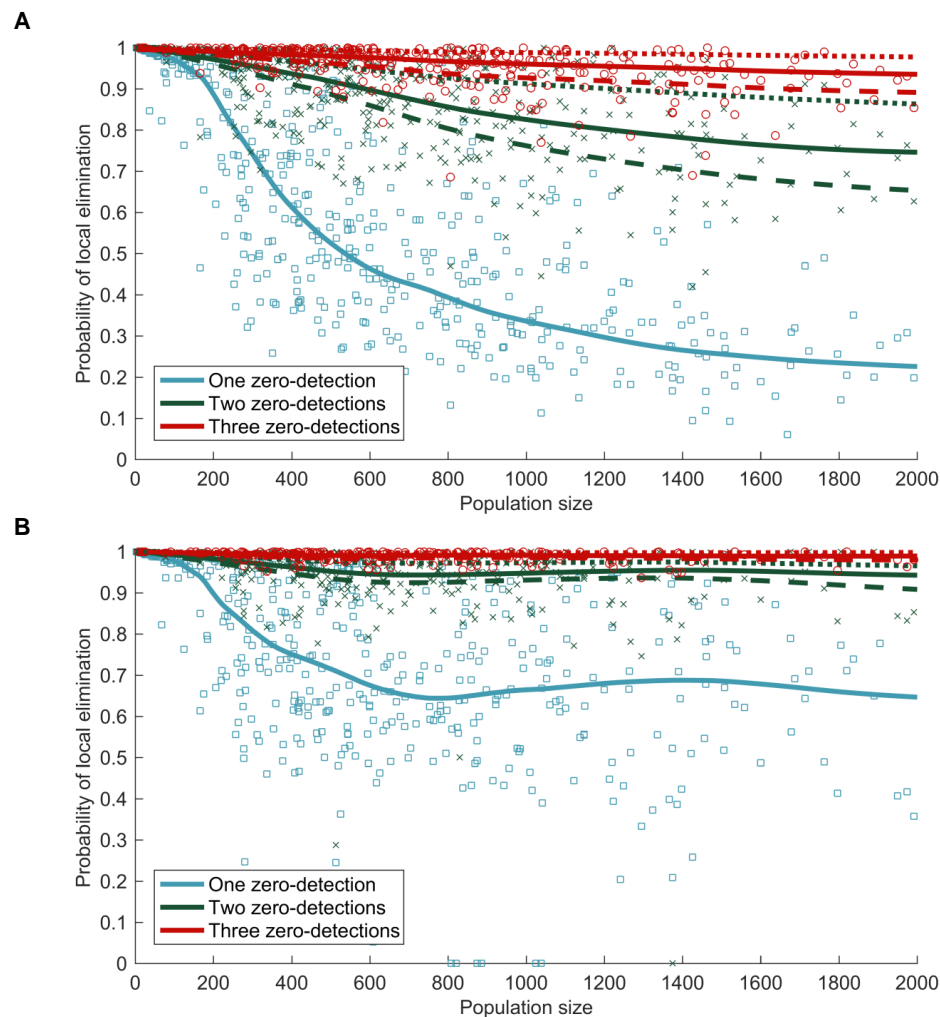 A
Probability of local elimination
1
0.9
0.8
0.7
0.6
0.5
0.4
0.3
0.2
0.1
0
One zero-detection
Two zero-detections
Three zero-detections
0 200 400 600 800 1000 1200 1400 1600 1800 2000
Population size
B
Probability of local elimination
1
0.9
0.8
0.7
0.6
0.5
0.4
0.3
0.2
0.1
0
One zero-detection
Two zero-detections
Three zero-detections
0 200 400 600 800 1000 1200 1400 1600 1800 2000
Population size